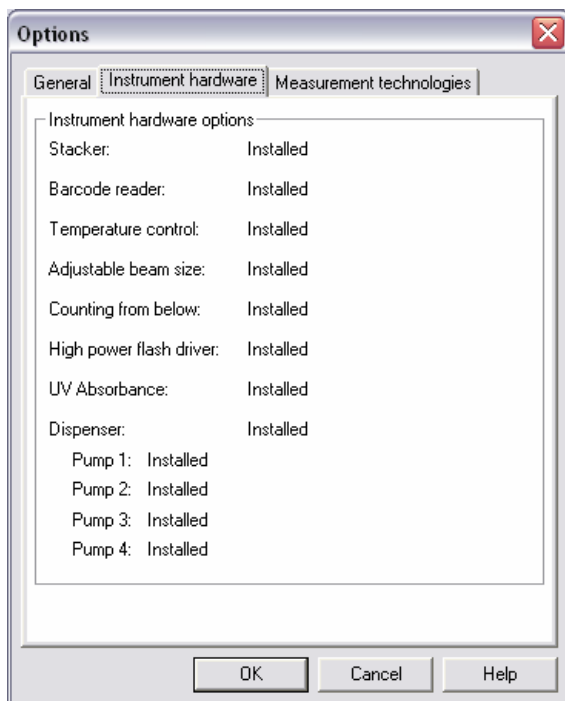 Options
General Instrument hardware Measurement technologies
Instrument hardware options
Stacker: Installed
Barcode reader: Installed
Temperature control: Installed
Adjustable beam size: Installed
Counting from below: Installed
High power flash driver: Installed
UV Absorbance: Installed
Dispenser: Installed
Pump 1: Installed
Pump 2: Installed
Pump 3: Installed
Pump 4: Installed
OK Cancel Help